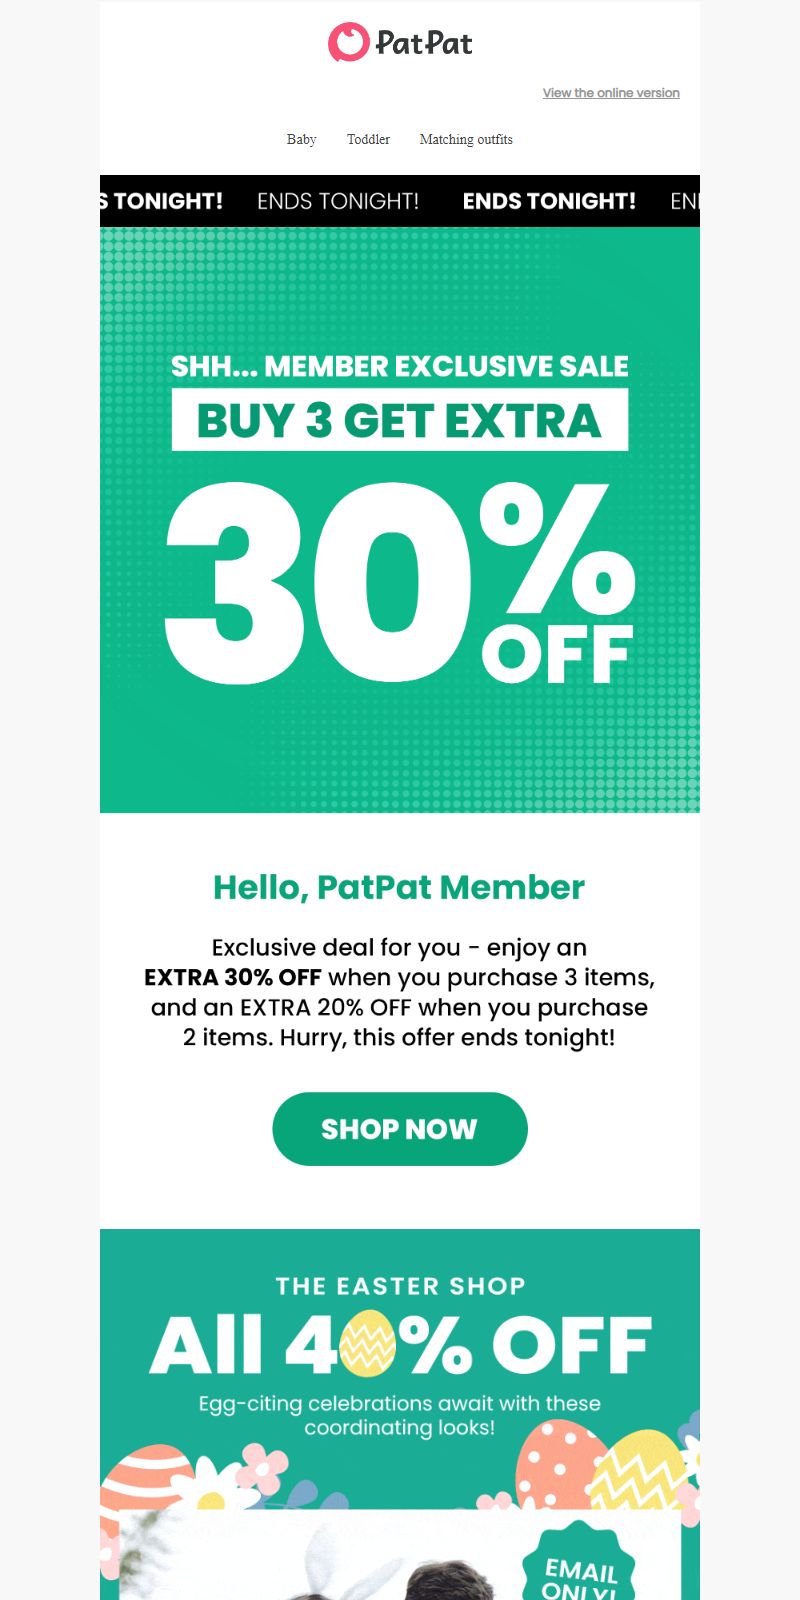 PatPat
View the online version
Baby Toddler Matching outfits
TONIGHT! ENDS TONIGHT! ENDS TONIGHT!
SHH... MEMBER EXCLUSIVE SALE
BUY 3 GET EXTRA
30%
OFF
Hello, PatPat Member
Exclusive deal for you - enjoy an
EXTRA 30% OFF when you purchase 3 items,
and an EXTRA 20% OFF when you purchase
2 items. Hurry, this offer ends tonight!
SHOP NOW
THE EASTER SHOP
All 40% OFF
Egg-citing celebrations await with these
coordinating looks!
EMAIL
ONLY!